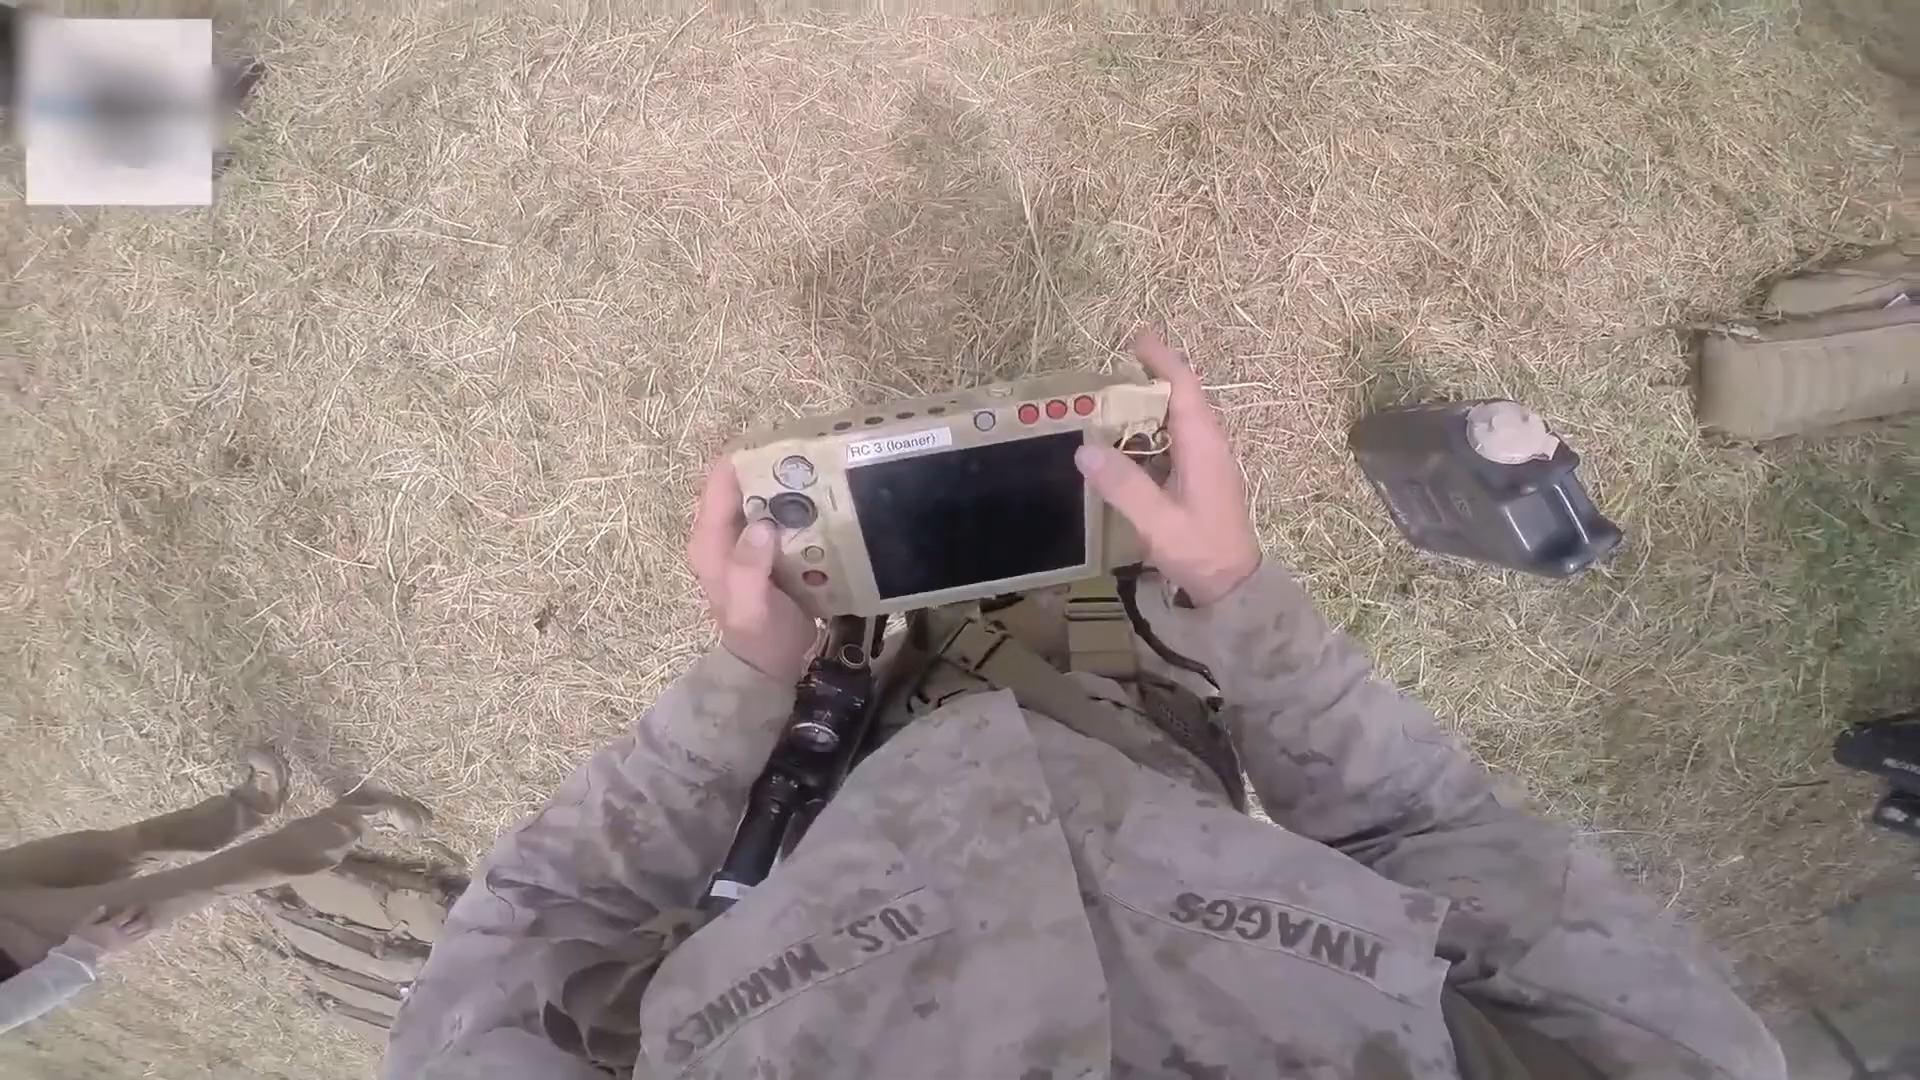 RC 3 (loaner)
U.S. MARINES
KNAGGS